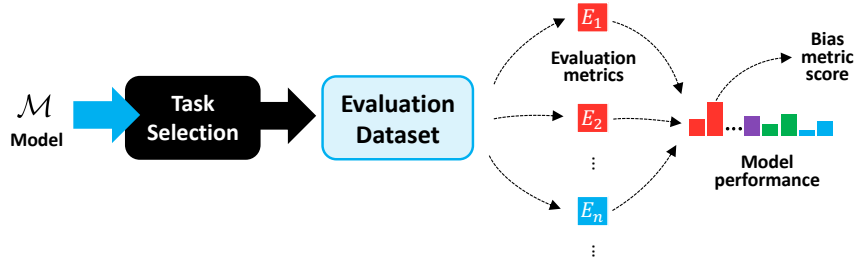 ℳ
Model
Task
Selection
Evaluation
Dataset
E₁
Evaluation
metrics
E₂
⋮
Eₙ
⋮
...
Bias
metric
score
Model
performance